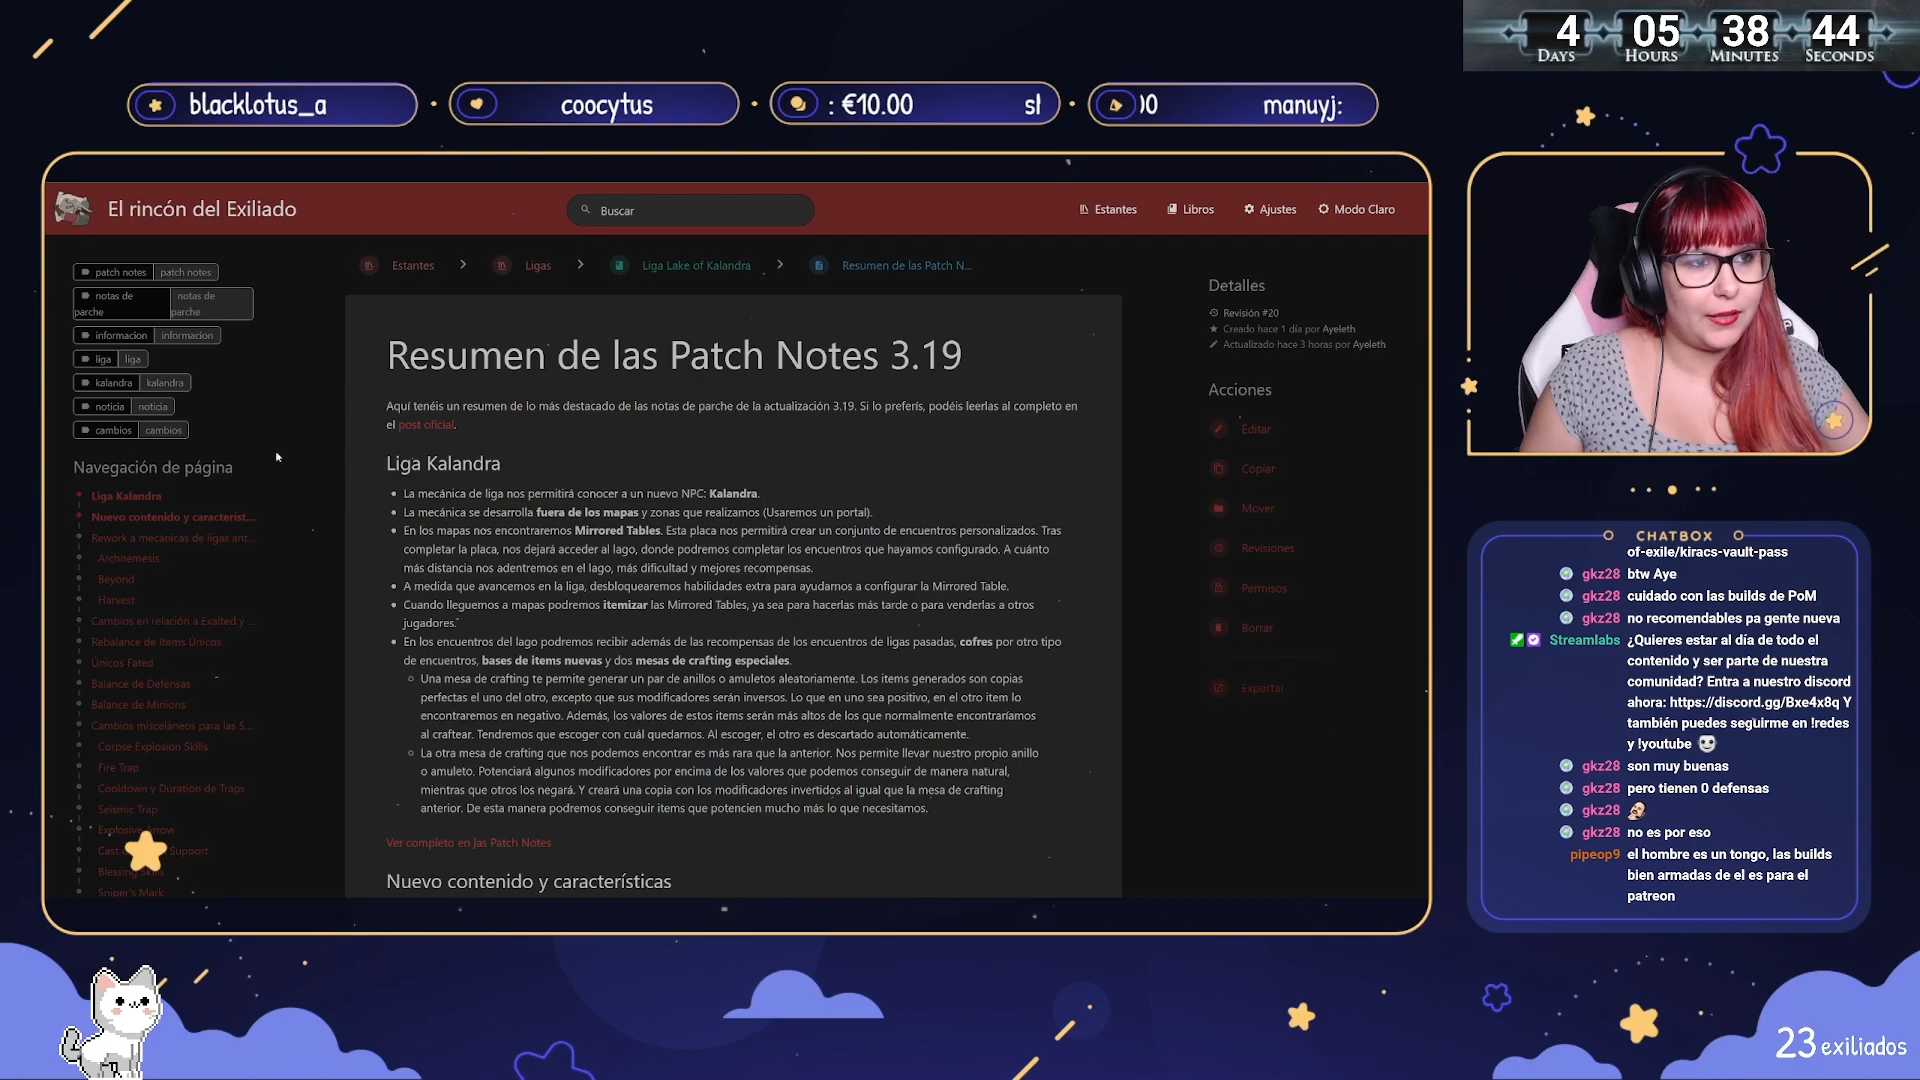 4 05 38 44
DAYS HOURS MINUTES SECONDS
blacklotus_a
coocytus
: €10.00
manuyj:
El rincón del Exiliado
Buscar
Estantes
Libros
Ajustes
Modo Claro
patch notes patch notes
notas de parche notas de parche
informacion informacion
liga liga
kalandra kalandra
noticia noticia
cambios cambios
Navegación de página
Liga Kalandra
Nuevo contenido y característ...
Rework a mecánicas de ligas ant...
Archnemesis
Beyond
Harvest
Cambios en relación a Exalted y ...
Rebalance de Items Únicos
Únicos Fated
Balance de Defensas
Balance de Minions
Cambios misceláneos para las S...
Corpse Explosion Skills
Fire Trap
Cooldown y Duration de Traps
Seismic Trap
Explosive Arrow
Cast Support
Blessing Skills
Sniper's Mark
Estantes > Ligas > Liga Lake of Kalandra > Resumen de las Patch N...
Resumen de las Patch Notes 3.19
Aquí tenéis un resumen de lo más destacado de las notas de parche de la actualización 3.19. Si lo preferís, podéis leerlas al completo en
el post oficial.
Liga Kalandra
La mecánica de liga nos permitirá conocer a un nuevo NPC: Kalandra.
La mecánica se desarrolla fuera de los mapas y zonas que realizamos (Usaremos un portal).
En los mapas nos encontraremos Mirrored Tables. Esta placa nos permitirá crear un conjunto de encuentros personalizados. Tras
completar la placa, nos dejará acceder al lago, donde podremos completar los encuentros que hayamos configurado. A cuánto
más distancia nos adentremos en el lago, más dificultad y mejores recompensas.
A medida que avancemos en la liga, desbloquearemos habilidades extra para ayudarnos a configurar la Mirrored Table.
Cuando lleguemos a mapas podremos itemizar las Mirrored Tables, ya sea para hacerlas más tarde o para venderlas a otros
jugadores.
En los encuentros del lago podremos recibir además de las recompensas de los encuentros de ligas pasadas, cofres por otro tipo
de encuentros, bases de items nuevas y dos mesas de crafting especiales.
Una mesa de crafting te permite generar un par de anillos o amuletos aleatoriamente. Los items generados son copias
perfectas el uno del otro, excepto que sus modificadores serán inversos. Lo que en uno sea positivo, en el otro item lo
encontraremos en negativo. Además, los valores de estos items serán más altos de los que normalmente encontraríamos
al craftear. Tendremos que escoger con cuál quedarnos. Al escoger, el otro es descartado automáticamente.
La otra mesa de crafting que nos podemos encontrar es más rara que la anterior. Nos permite llevar nuestro propio anillo
o amuleto. Potenciará algunos modificadores por encima de los valores que podemos conseguir de manera natural,
mientras que otros los negará. Y creará una copia con los modificadores invertidos al igual que la mesa de crafting
anterior. De esta manera podremos conseguir items que potencien mucho más lo que necesitamos.
Ver completo en las Patch Notes
Nuevo contenido y características
Detalles
Revisión #20
Creado hace 1 día por Ayeleth
Actualizado hace 3 horas por Ayeleth
Acciones
Editar
Copiar
Mover
Revisiones
Permisos
Borrar
Exportar
CHATBOX
of-exile/kiracs-vault-pass
gkz28 btw Aye
gkz28 cuidado con las builds de PoM
gkz28 no recomendables pa gente nueva
Streamlabs ¿Quieres estar al día de todo el
contenido y ser parte de nuestra
comunidad? Entra a nuestro discord
ahora: https://discord.gg/Bxe4x8q Y
también puedes seguirme en !redes
y !youtube
gkz28 son muy buenas
gkz28 pero tienen 0 defensas
gkz28
gkz28 no es por eso
pipeop9 el hombre es un tongo, las builds
bien armadas de el es para el
patreon
23 exiliados